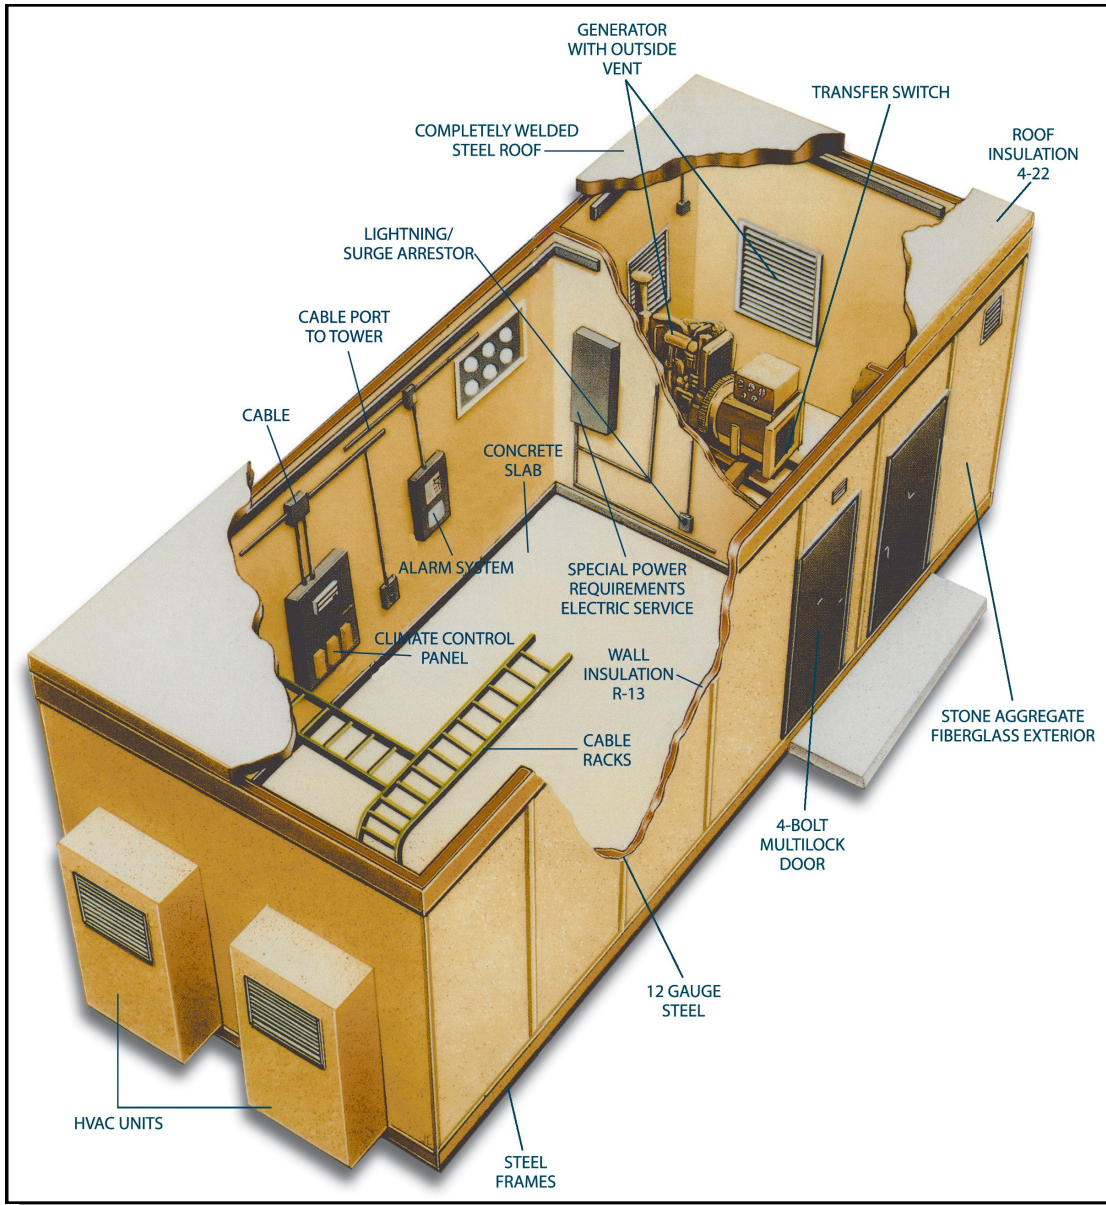 GENERATOR
WITH OUTSIDE
VENT
TRANSFER SWITCH
COMPLETELY WELDED
STEEL ROOF
ROOF
INSULATION
4-22
LIGHTNING/
SURGE ARRESTOR
CABLE PORT
TO TOWER
CABLE
CONCRETE
SLAB
ALARM SYSTEM
SPECIAL POWER
REQUIREMENTS
ELECTRIC SERVICE
CLIMATE CONTROL
PANEL
WALL
INSULATION
R-13
STONE AGGREGATE
FIBERGLASS EXTERIOR
CABLE
RACKS
4-BOLT
MULTILOCK
DOOR
12 GAUGE
STEEL
HVAC UNITS
STEEL
FRAMES